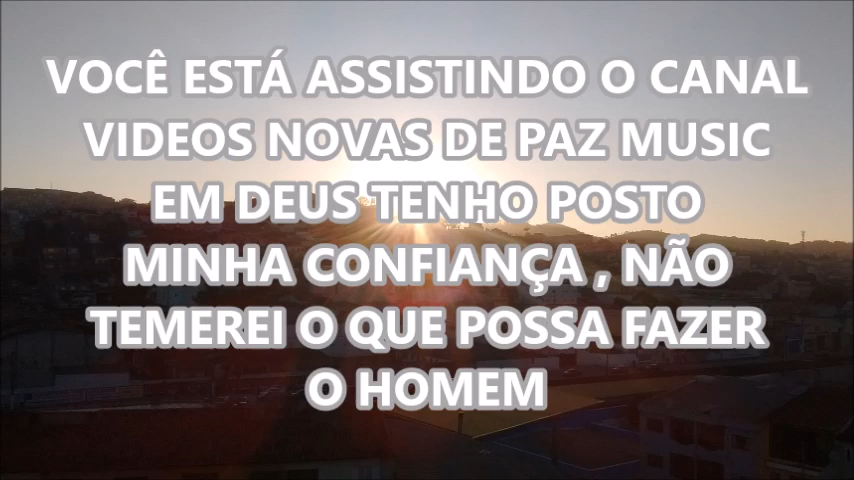 VOCÊ ESTÁ ASSISTINDO O CANAL
VIDEOS NOVAS DE PAZ MUSIC
EM DEUS TENHO POSTO
MINHA CONFIANÇA , NÃO
TEMEREI O QUE POSSA FAZER
O HOMEM